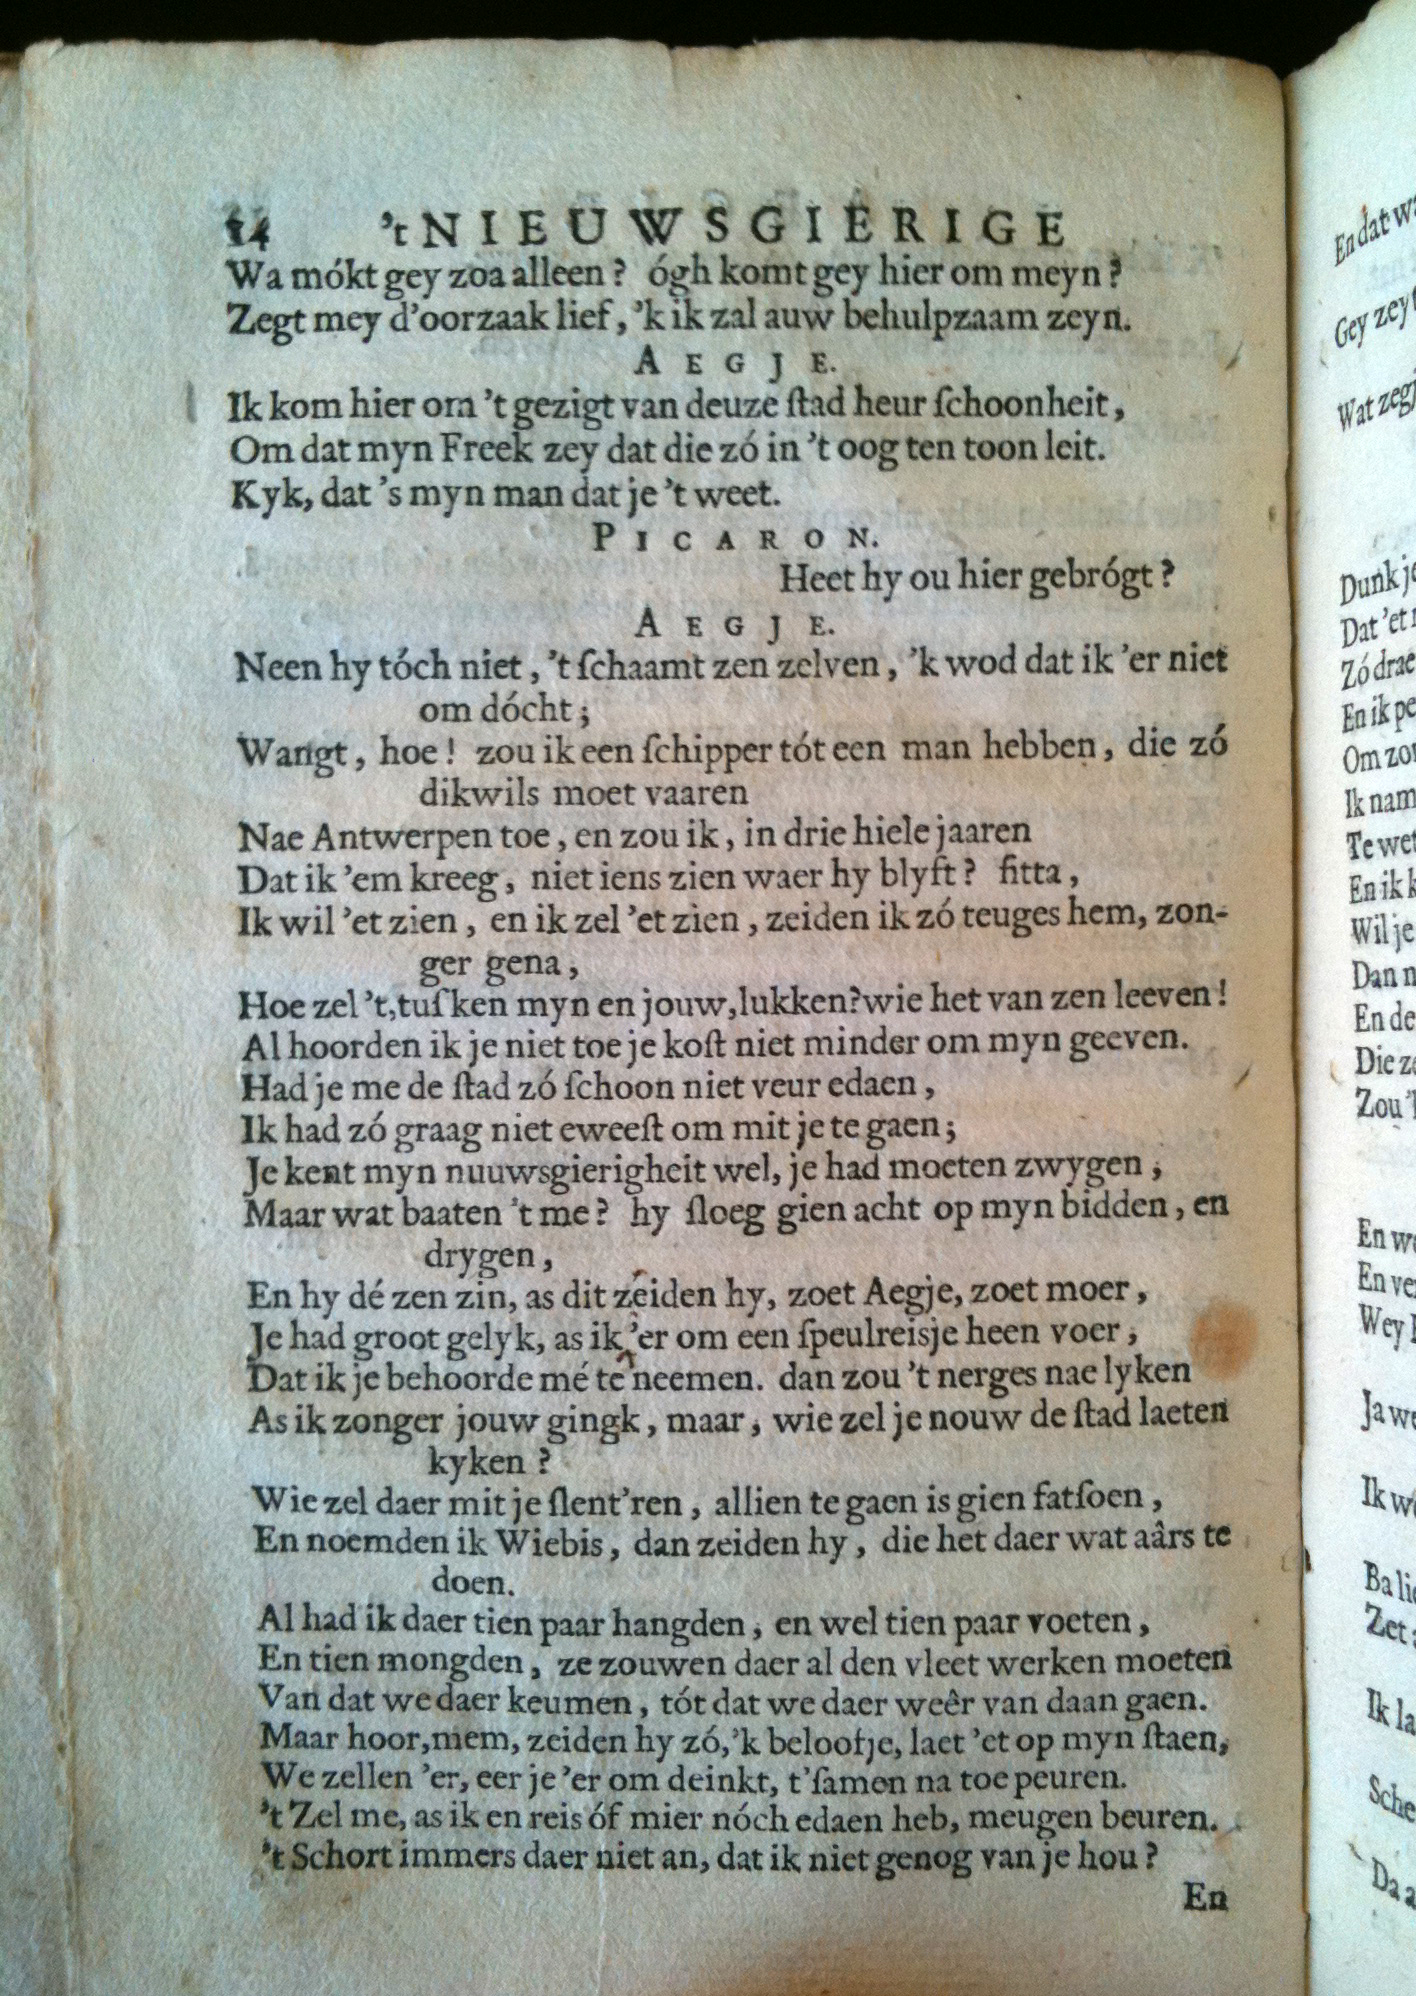 14 'tNIEUWSGIERIGE
Wa mókt gey zoa alleen? ógh komt gey hier om meyn?
Zegt mey d'oorzaak lief, 'k ik zal auw behulpzaam zeyn.
AEGJE.
Ik kom hier om 't gezigt van deuze ſtad heur ſchoonheit,
Om dat myn Freek zey dat die zó in 't oog ten toon leit.
Kyk, dat 's myn man dat je 't weet.
PICARON.
Heet hy ou hier gebrógt?
AEGJE.
Neen hy tóch niet, 't ſchaamt zen zelven, 'k wod dat ik 'er niet
om dócht;
Wangt, hoe! zou ik een ſchipper tót een man hebben, die zó
dikwils moet vaaren
Nae Antwerpen toe, en zou ik, in drie hiele jaaren
Dat ik 'em kreeg, niet iens zien waer hy blyft? fitta,
Ik wil 'et zien, en ik zel 'et zien, zeiden ik zó teuges hem, zon-
ger gena,
Hoe zel 't, tuſken myn en jouw, lukken? wie het van zen leeven!
Al hoorden ik je niet toe je koſt niet minder om myn geeven.
Had je me de ſtad zó ſchoon niet veur edaen,
Ik had zó graag niet eweeſt om mit je te gaen;
Je kent myn nuuwsgierigheit wel, je had moeten zwygen,
Maar wat baaten 't me? hy ſloeg gien acht op myn bidden, en
drygen,
En hy dé zen zin, as dit zeiden hy, zoet Aegje, zoet moer,
Je had groot gelyk, as ik 'er om een ſpeulreisje heen voer,
Dat ik je behoorde mé te neemen. dan zou 't nerges nae lyken
As ik zonger jouw gingk, maar, wie zel je nouw de ſtad laeten
kyken?
Wie zel daer mit je ſlent'ren, allien te gaen is gien fatſoen,
En noemden ik Wiebis, dan zeiden hy, die het daer wat aârs te
doen.
Al had ik daer tien paar hangden, en wel tien paar voeten,
En tien mongden, ze zouwen daer al den vleet werken moeten
Van dat we daer keumen, tót dat we daer weêr van daan gaen.
Maar hoor, mem, zeiden hy zó, 'k beloofje, laet 'et op myn ſtaen,
We zellen 'er, eer je 'er om deinkt, t'ſamen na toe peuren.
't Zel me, as ik en reis óf mier nóch edaen heb, meugen beuren.
't Schort immers daer niet an, dat ik niet genog van je hou?
En